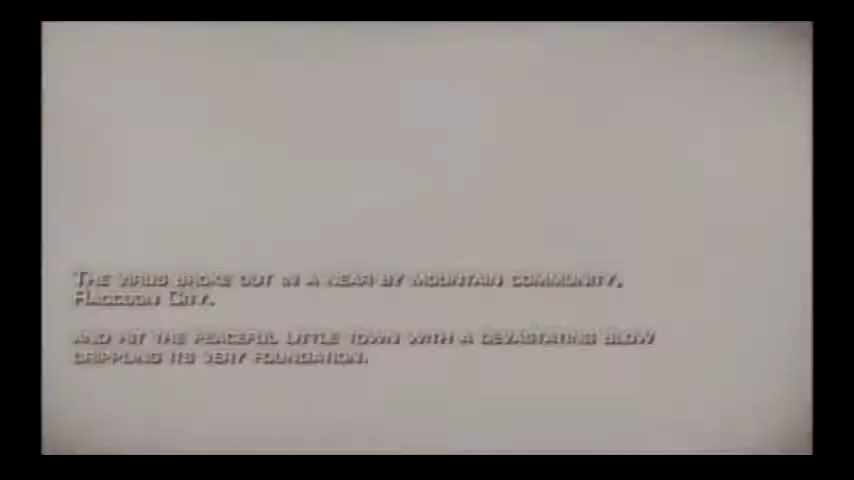 THE VIRUS BROKE OUT IN A NEAR BY MOUNTAIN COMMUNITY,
RACCOON CITY.
AND HIT THE PEACEFUL LITTLE TOWN WITH A DEVASTATING BLOW
CRIPPLING ITS VERY FOUNDATION.